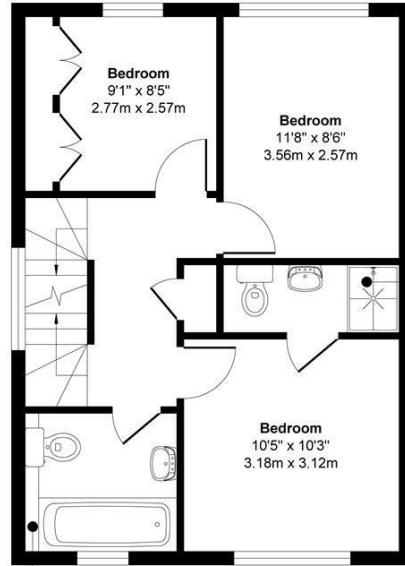 Bedroom
9'1" x 8'5"
2.77m x 2.57m
Bedroom
11'8" x 8'6"
3.56m x 2.57m
Bedroom
10'5" x 10'3"
3.18m x 3.12m